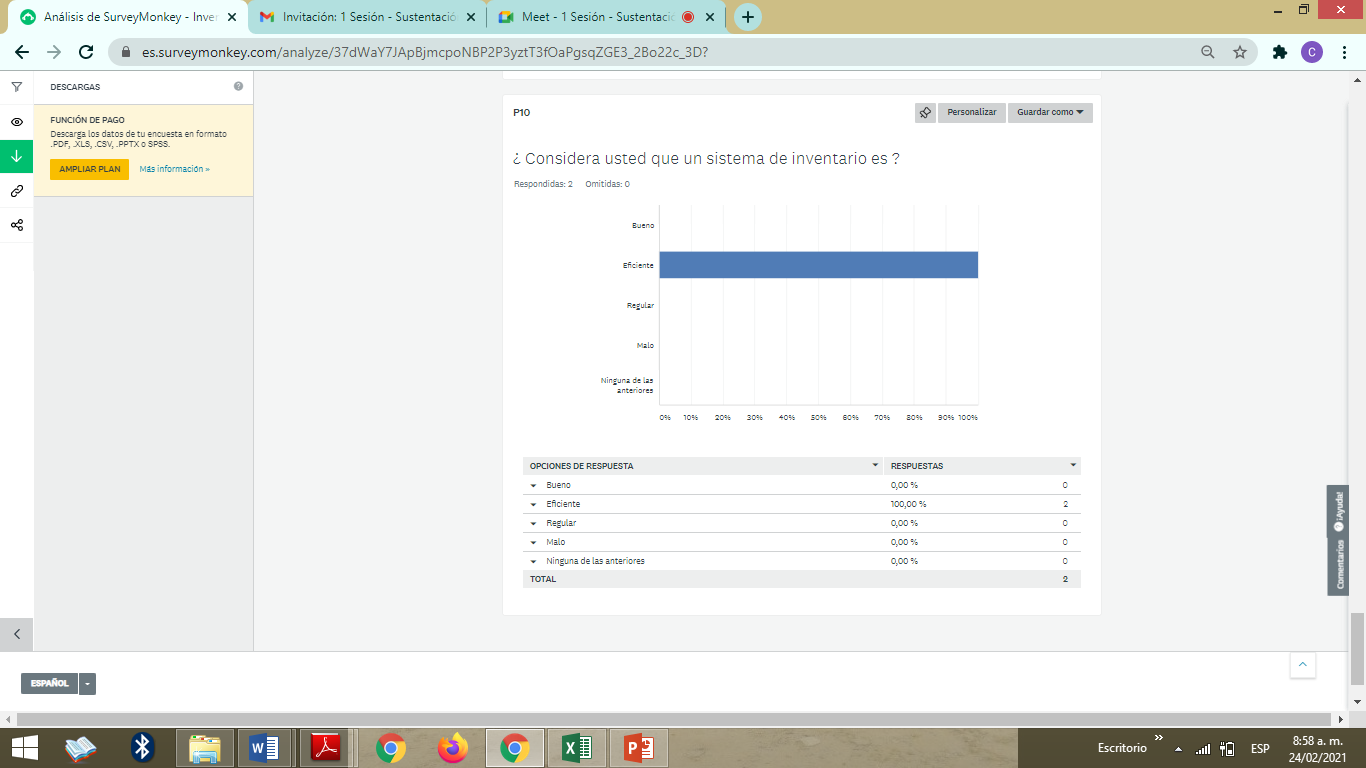 Análisis de SurveyMonkey - Inver
Invitación: 1 Sesión - Sustentació
Meet - 1 Sesión - Sustentació
es.surveymonkey.com/analyze/37dWaY7JApBjmcpoNBP2P3yztT3fOaPgsqZGE3_2Bo22c_3D?
C
DESCARGAS
FUNCIÓN DE PAGO
Descarga los datos de tu encuesta en formato
.PDF, .XLS, .CSV, .PPTX o SPSS.
AMPLIAR PLAN
Más información »
P10
Personalizar
Guardar como
¿ Considera usted que un sistema de inventario es ?
Respondidas: 2 Omitidas: 0
Bueno
Eficiente
Regular
Malo
Ninguna de las
anteriores
0% 10% 20% 30% 40% 50% 60% 70% 80% 90% 100%
OPCIONES DE RESPUESTA RESPUESTAS
Bueno 0,00 % 0
Eficiente 100,00 % 2
Regular 0,00 % 0
Malo 0,00 % 0
Ninguna de las anteriores 0,00 % 0
TOTAL 2
¡Ayuda!
Comentarios
ESPAÑOL
Escritorio
ESP
8:58 a. m.
24/02/2021